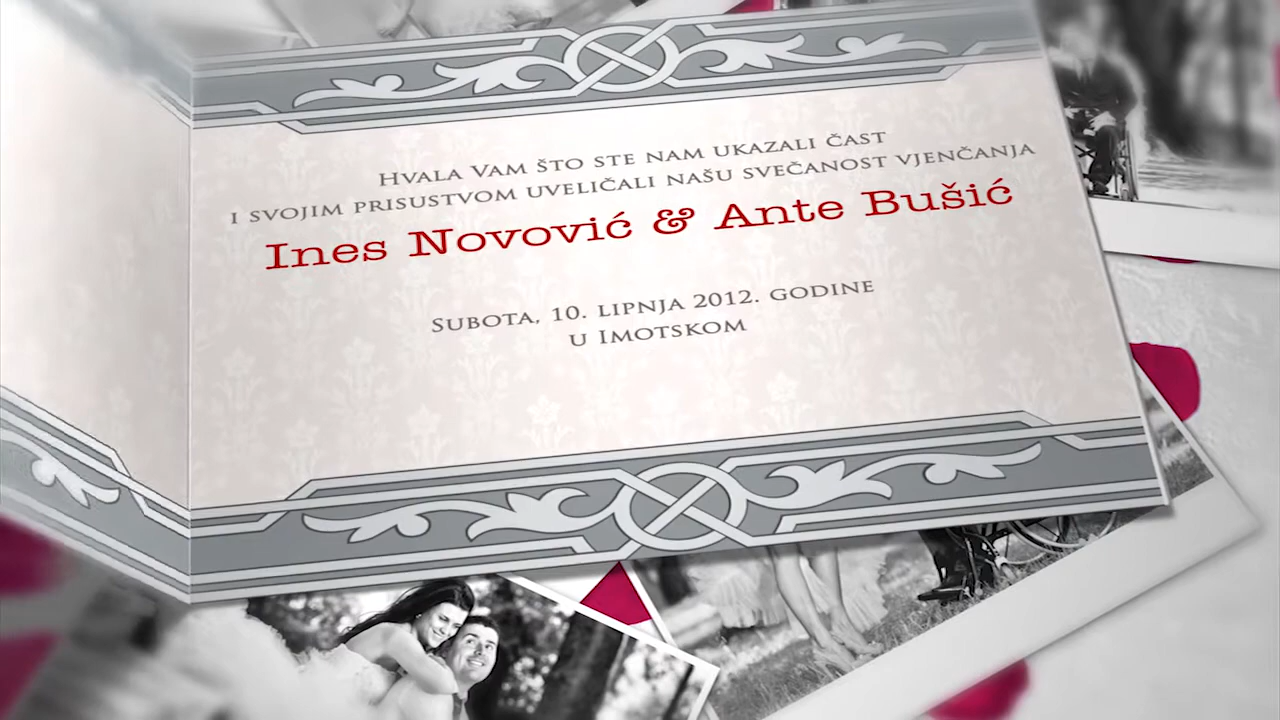 Hvala Vam što ste nam ukazali čast
i svojim prisustvom uveličali našu svečanost vjenčanja
Ines Novović & Ante Bušić
Subota, 10. lipnja 2012. godine
u Imotskom